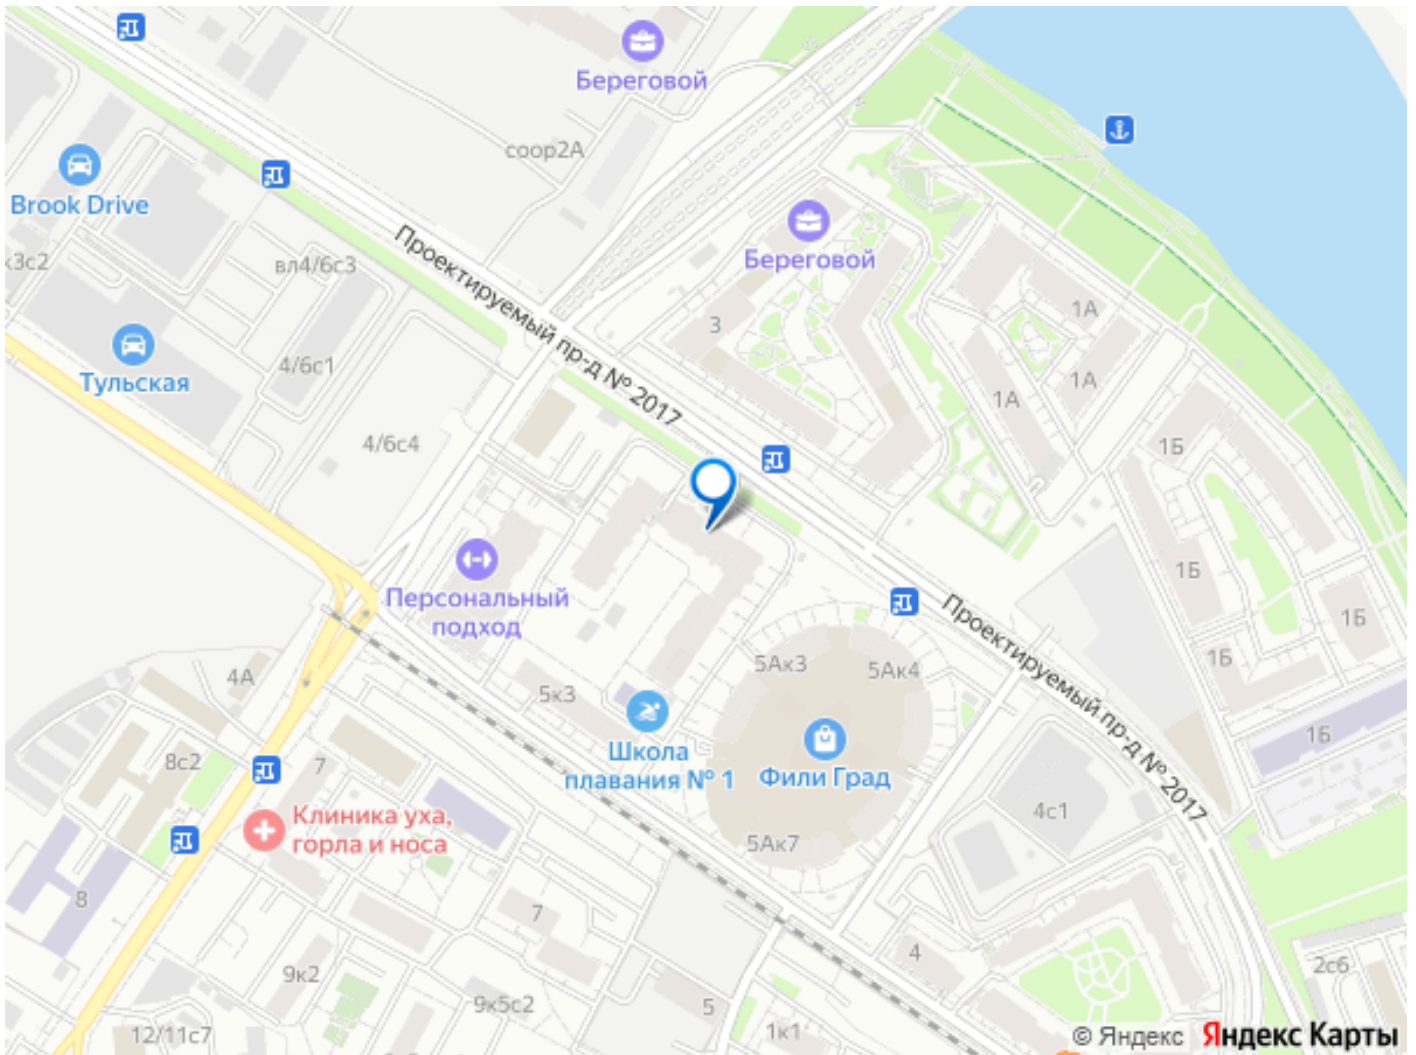 Береговой
соор2А
Brook Drive
к3с2
вл4/6с3
Проектируемый пр-д № 2017
Береговой
3
1А
1А
1А
Тульская
4/6с1
4/6с4
1Б
1Б
1Б
1Б
Персональный
подход
Проектируемый пр-д № 2017
5Ак3
5Ак4
4А
5к3
Школа
плавания № 1
Фили Град
1Б
8с2
7
Клиника уха,
горла и носа
4с1
5Ак7
8
7
4
9к2
2с6
9к5с2
5
12/11с7
1к1
© Яндекс Яндекс Карты